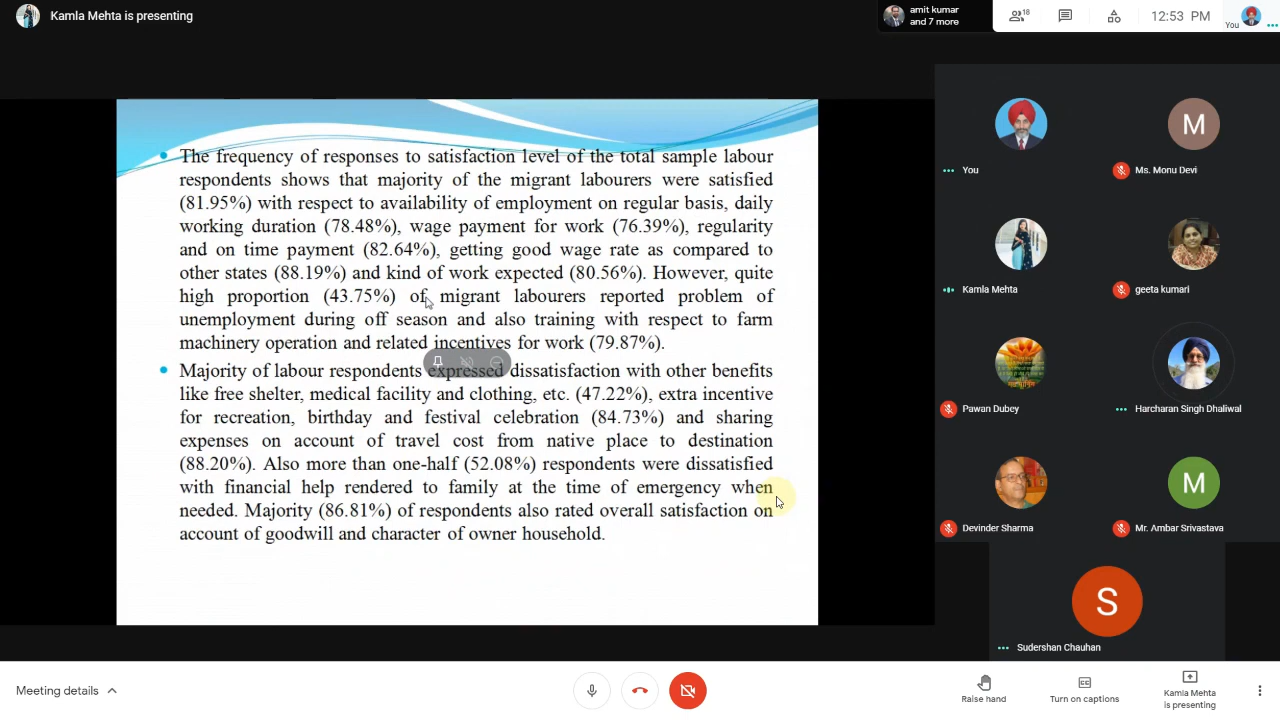 Kamla Mehta is presenting
amit kumar
and 7 more
18
12:53 PM
You
The frequency of responses to satisfaction level of the total sample labour
respondents shows that majority of the migrant labourers were satisfied
(81.95%) with respect to availability of employment on regular basis, daily
working duration (78.48%), wage payment for work (76.39%), regularity
and on time payment (82.64%), getting good wage rate as compared to
other states (88.19%) and kind of work expected (80.56%). However, quite
high proportion (43.75%) of migrant labourers reported problem of
unemployment during off season and also training with respect to farm
machinery operation and related incentives for work (79.87%).
Majority of labour respondents expressed dissatisfaction with other benefits
like free shelter, medical facility and clothing, etc. (47.22%), extra incentive
for recreation, birthday and festival celebration (84.73%) and sharing
expenses on account of travel cost from native place to destination
(88.20%). Also more than one-half (52.08%) respondents were dissatisfied
with financial help rendered to family at the time of emergency when
needed. Majority (86.81%) of respondents also rated overall satisfaction on
account of goodwill and character of owner household.
You
M
Ms. Monu Devi
Kamla Mehta
geeta kumari
Pawan Dubey
Harcharan Singh Dhaliwal
Devinder Sharma
M
Mr. Ambar Srivastava
S
Sudershan Chauhan
Meeting details
Raise hand
Turn on captions
Kamla Mehta
is presenting